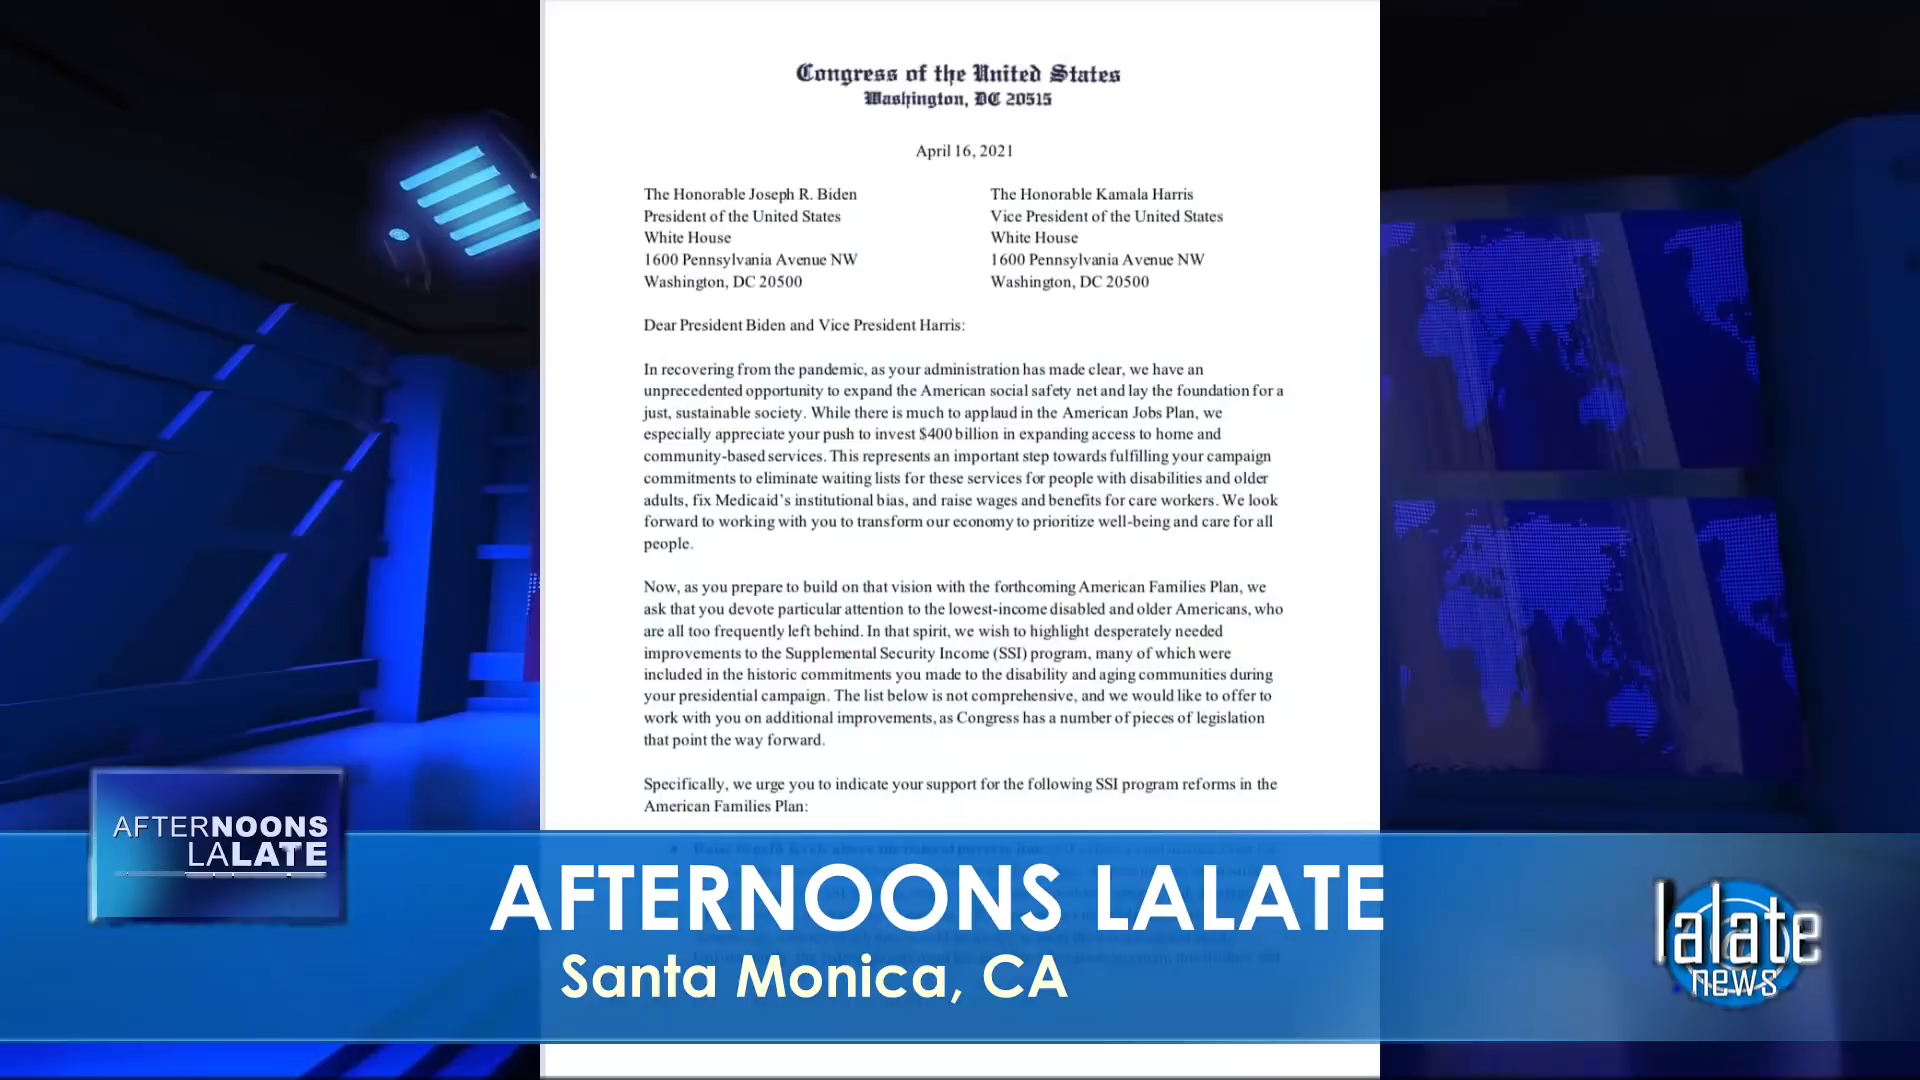 Congress of the United States
Washington, DC 20515
April 16, 2021
The Honorable Joseph R. Biden
President of the United States
White House
1600 Pennsylvania Avenue NW
Washington, DC 20500
The Honorable Kamala Harris
Vice President of the United States
White House
1600 Pennsylvania Avenue NW
Washington, DC 20500
Dear President Biden and Vice President Harris:
In recovering from the pandemic, as your administration has made clear, we have an
unprecedented opportunity to expand the American social safety net and lay the foundation for a
just, sustainable society. While there is much to applaud in the American Jobs Plan, we
especially appreciate your push to invest $400 billion in expanding access to home and
community-based services. This represents an important step towards fulfilling your campaign
commitments to eliminate waiting lists for these services for people with disabilities and older
adults, fix Medicaid's institutional bias, and raise wages and benefits for care workers. We look
forward to working with you to transform our economy to prioritize well-being and care for all
people.
Now, as you prepare to build on that vision with the forthcoming American Families Plan, we
ask that you devote particular attention to the lowest-income disabled and older Americans, who
are all too frequently left behind. In that spirit, we wish to highlight desperately needed
improvements to the Supplemental Security Income (SSI) program, many of which were
included in the historic commitments you made to the disability and aging communities during
your presidential campaign. The list below is not comprehensive, and we would like to offer to
work with you on additional improvements, as Congress has a number of pieces of legislation
that point the way forward.
Specifically, we urge you to indicate your support for the following SSI program reforms in the
American Families Plan:
AFTERNOONS
LALATE
AFTERNOONS LALATE
Santa Monica, CA
lalate
news